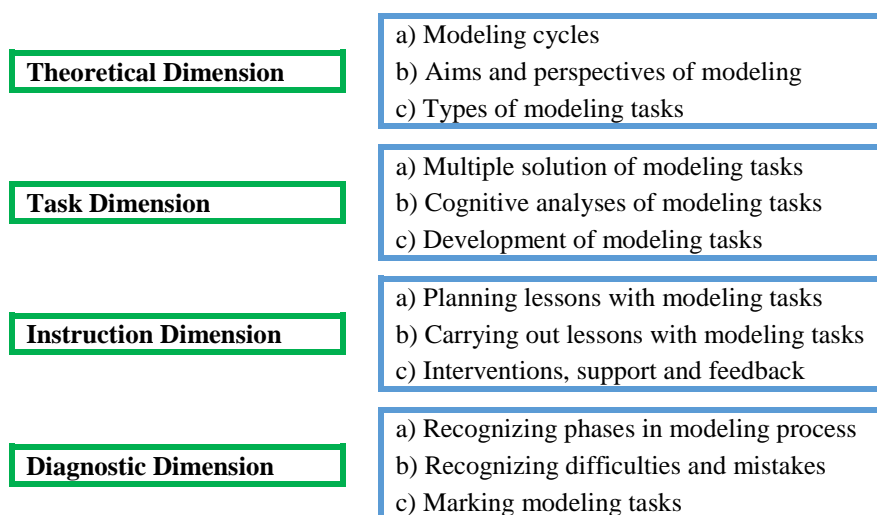 Theoretical Dimension
a) Modeling cycles
b) Aims and perspectives of modeling
c) Types of modeling tasks
Task Dimension
a) Multiple solution of modeling tasks
b) Cognitive analyses of modeling tasks
c) Development of modeling tasks
Instruction Dimension
a) Planning lessons with modeling tasks
b) Carrying out lessons with modeling tasks
c) Interventions, support and feedback
Diagnostic Dimension
a) Recognizing phases in modeling process
b) Recognizing difficulties and mistakes
c) Marking modeling tasks